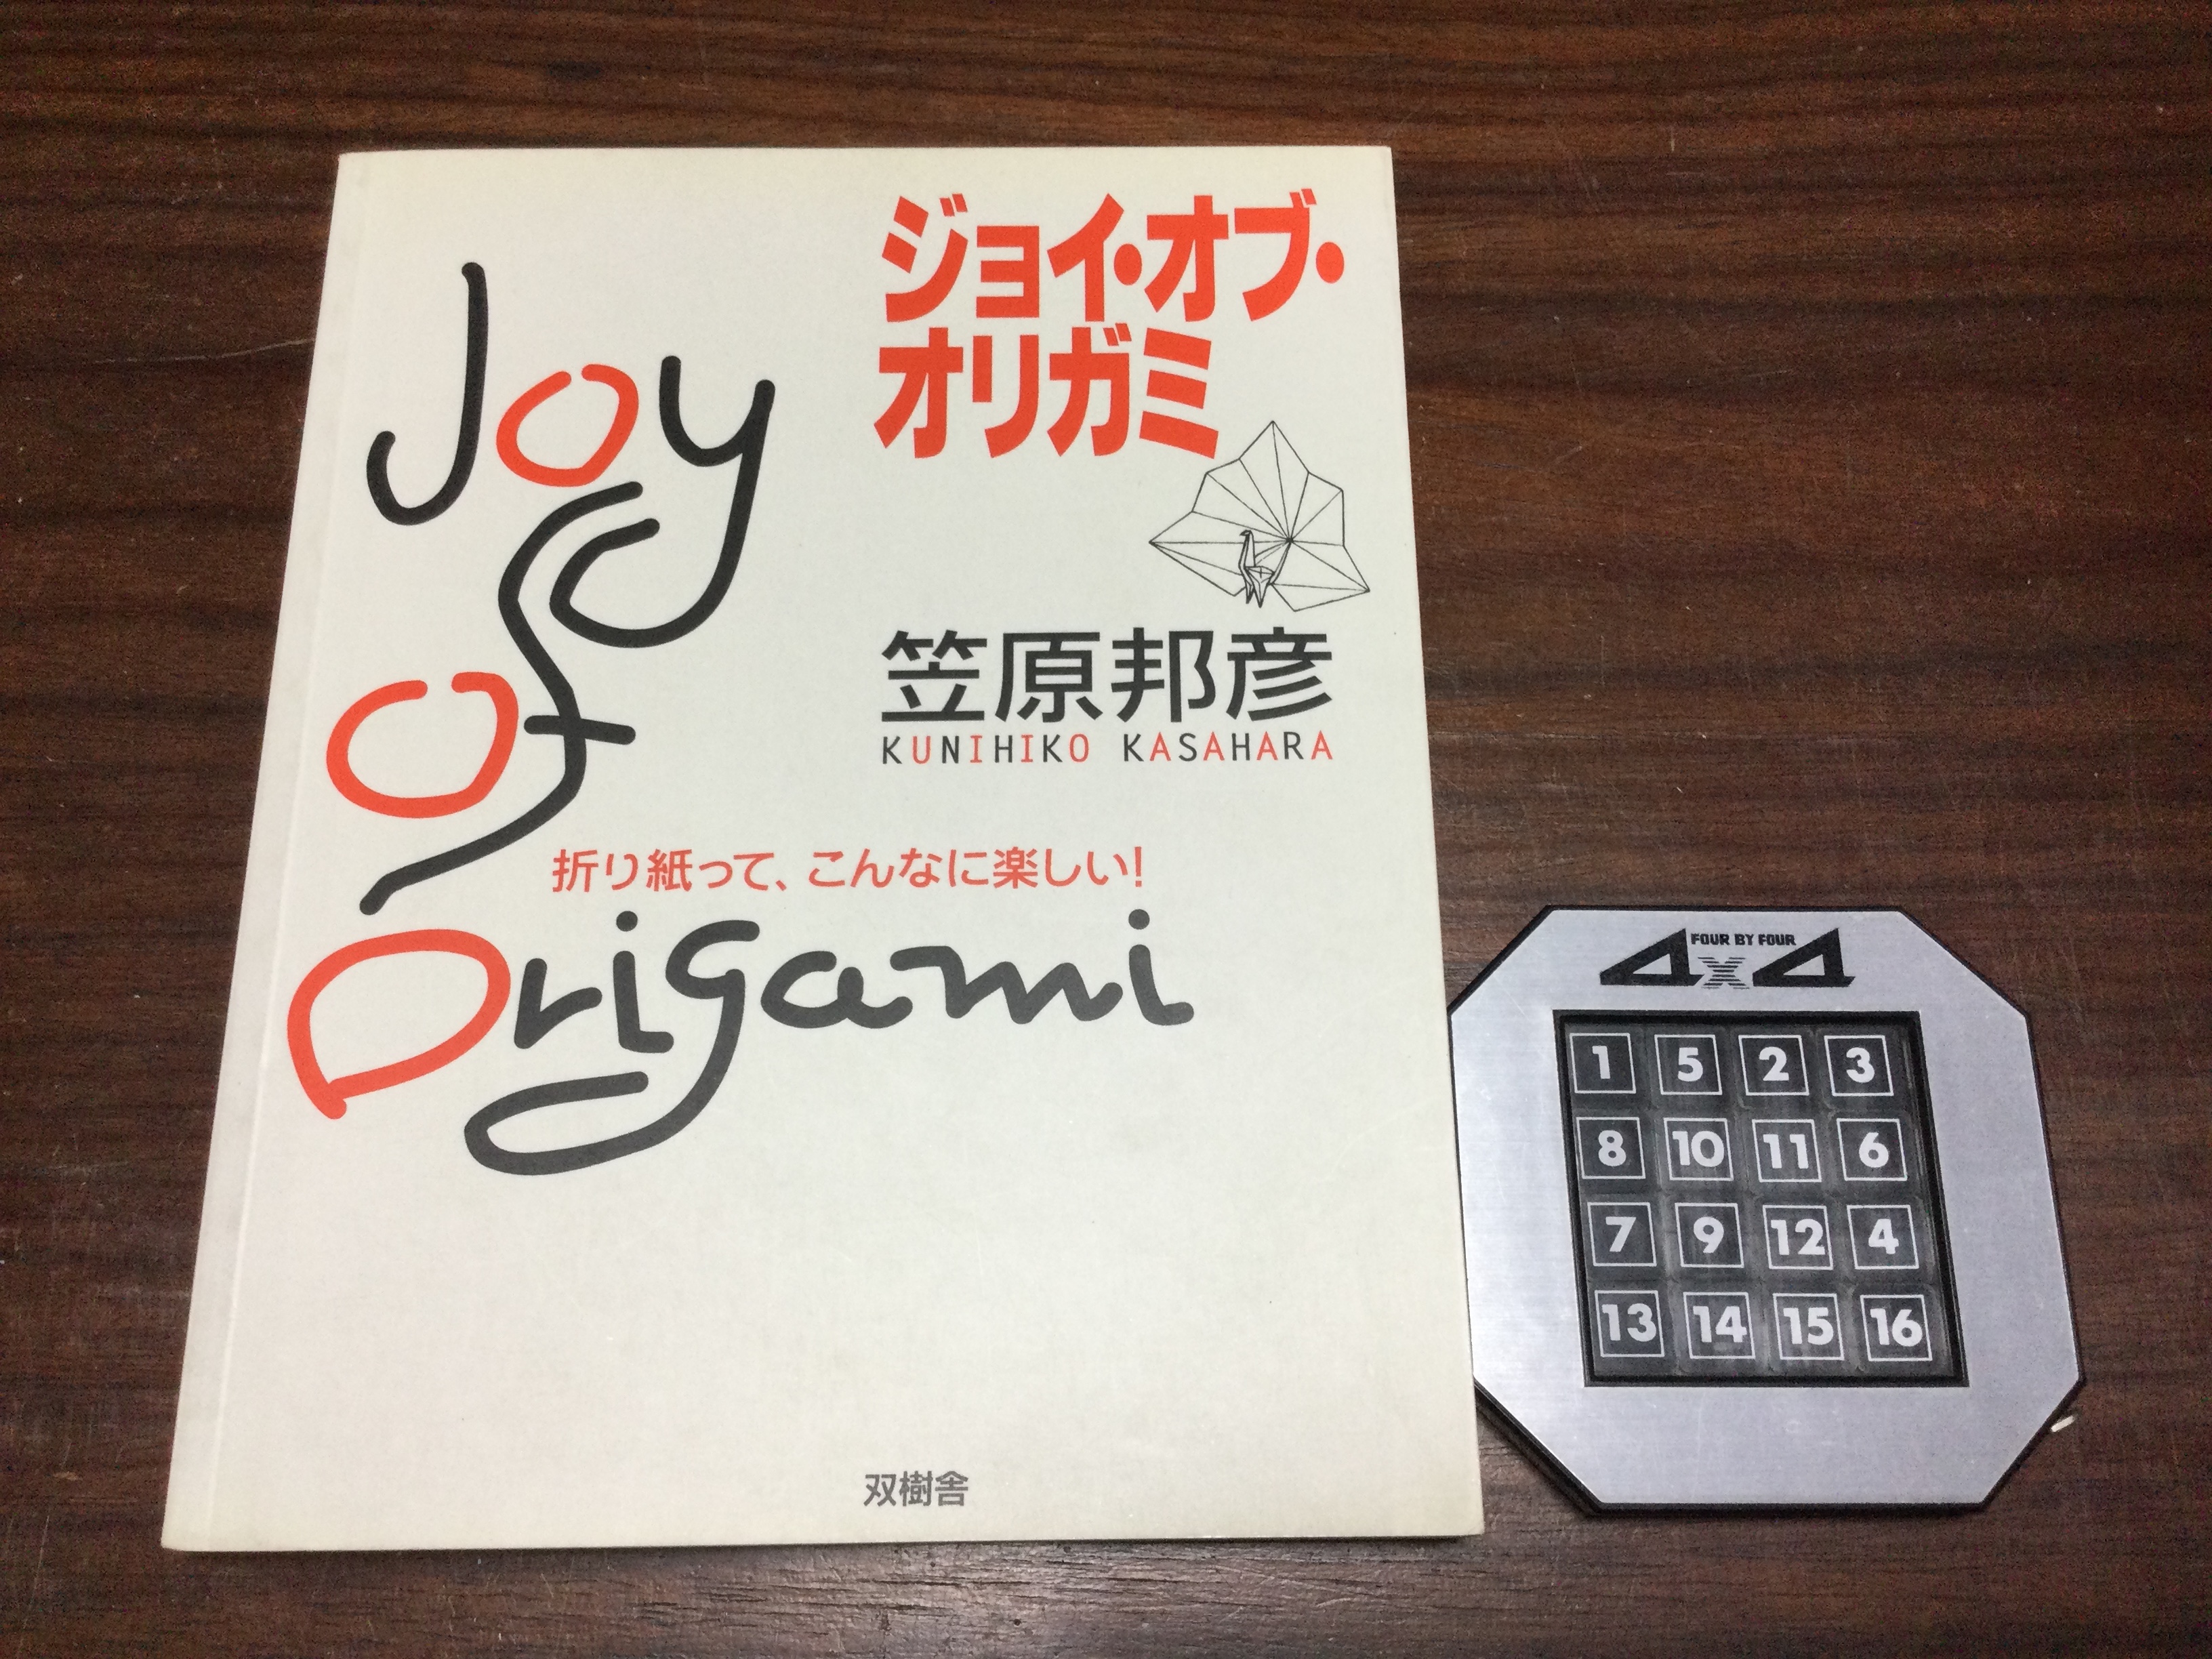 ジョイ・オブ・
オリガミ
Joy
of
Origami
笠原邦彦
KUNIHIKO KASAHARA
折り紙って、こんなに楽しい!
双樹舎
FOUR BY FOUR
4x4
1 5 2 3
8 10 11 6
7 9 12 4
13 14 15 16